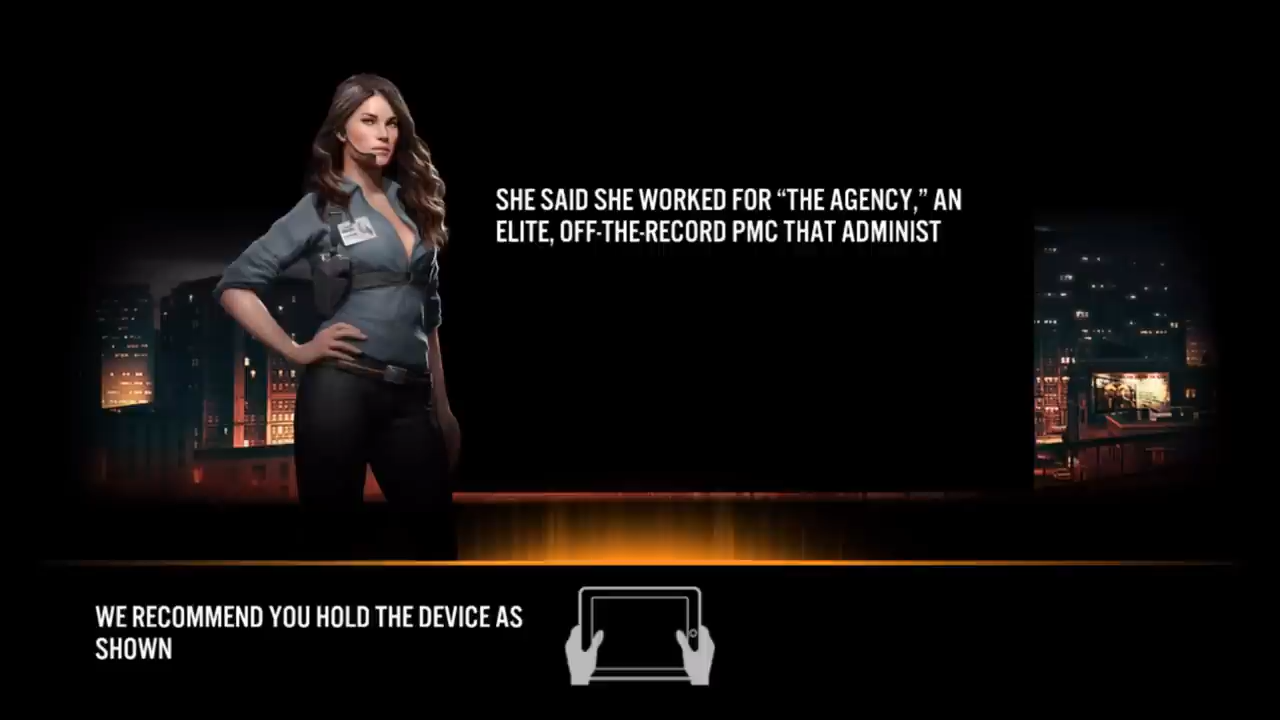 SHE SAID SHE WORKED FOR “THE AGENCY,” AN
ELITE, OFF-THE-RECORD PMC THAT ADMINIST
WE RECOMMEND YOU HOLD THE DEVICE AS
SHOWN